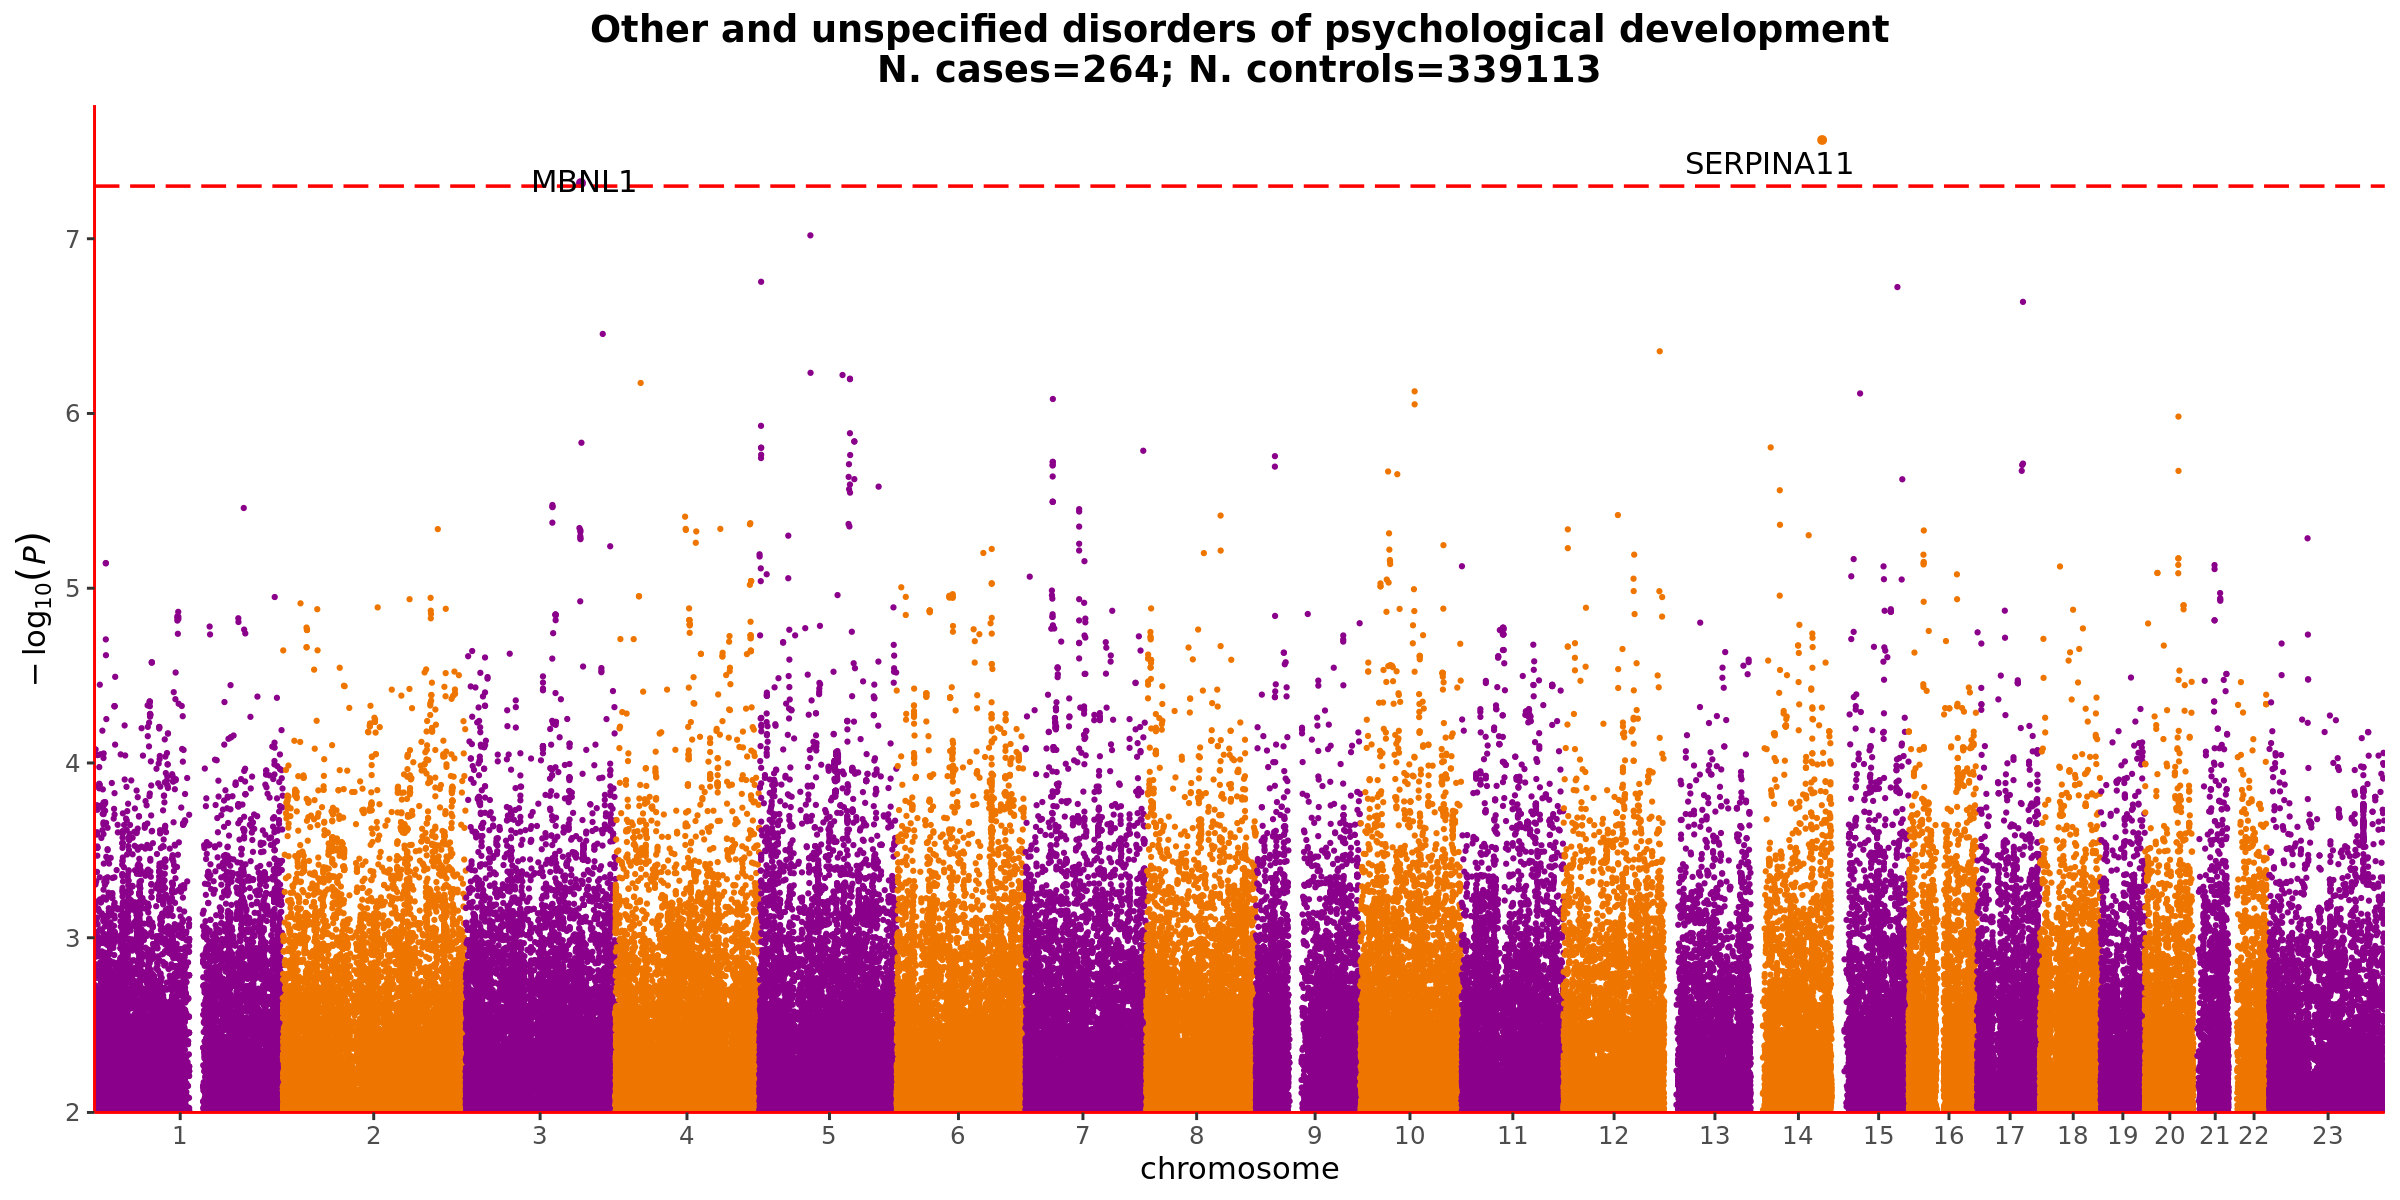 Other and unspecified disorders of psychological development
N. cases=264; N. controls=339113
MBNL1
SERPINA11
− log₁₀(P)
7
6
5
4
3
2
1 2 3 4 5 6 7 8 9 10 11 12 13 14 15 16 17 18 19 20 21 22 23
chromosome